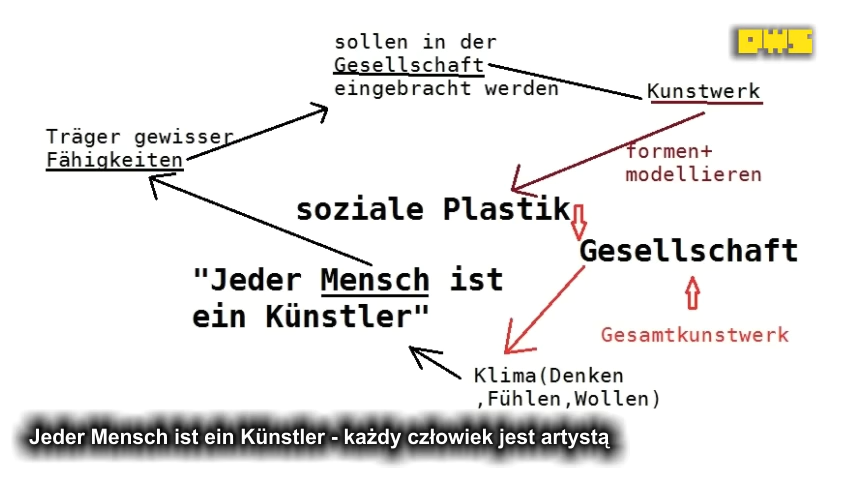 OWS
sollen in der
Gesellschaft
eingebracht werden
Kunstwerk
Träger gewisser
Fähigkeiten
formen+
modellieren
soziale Plastik
Gesellschaft
"Jeder Mensch ist
ein Künstler"
Gesamtkunstwerk
Klima(Denken
,Fühlen,Wollen)
Jeder Mensch ist ein Künstler - każdy człowiek jest artystą